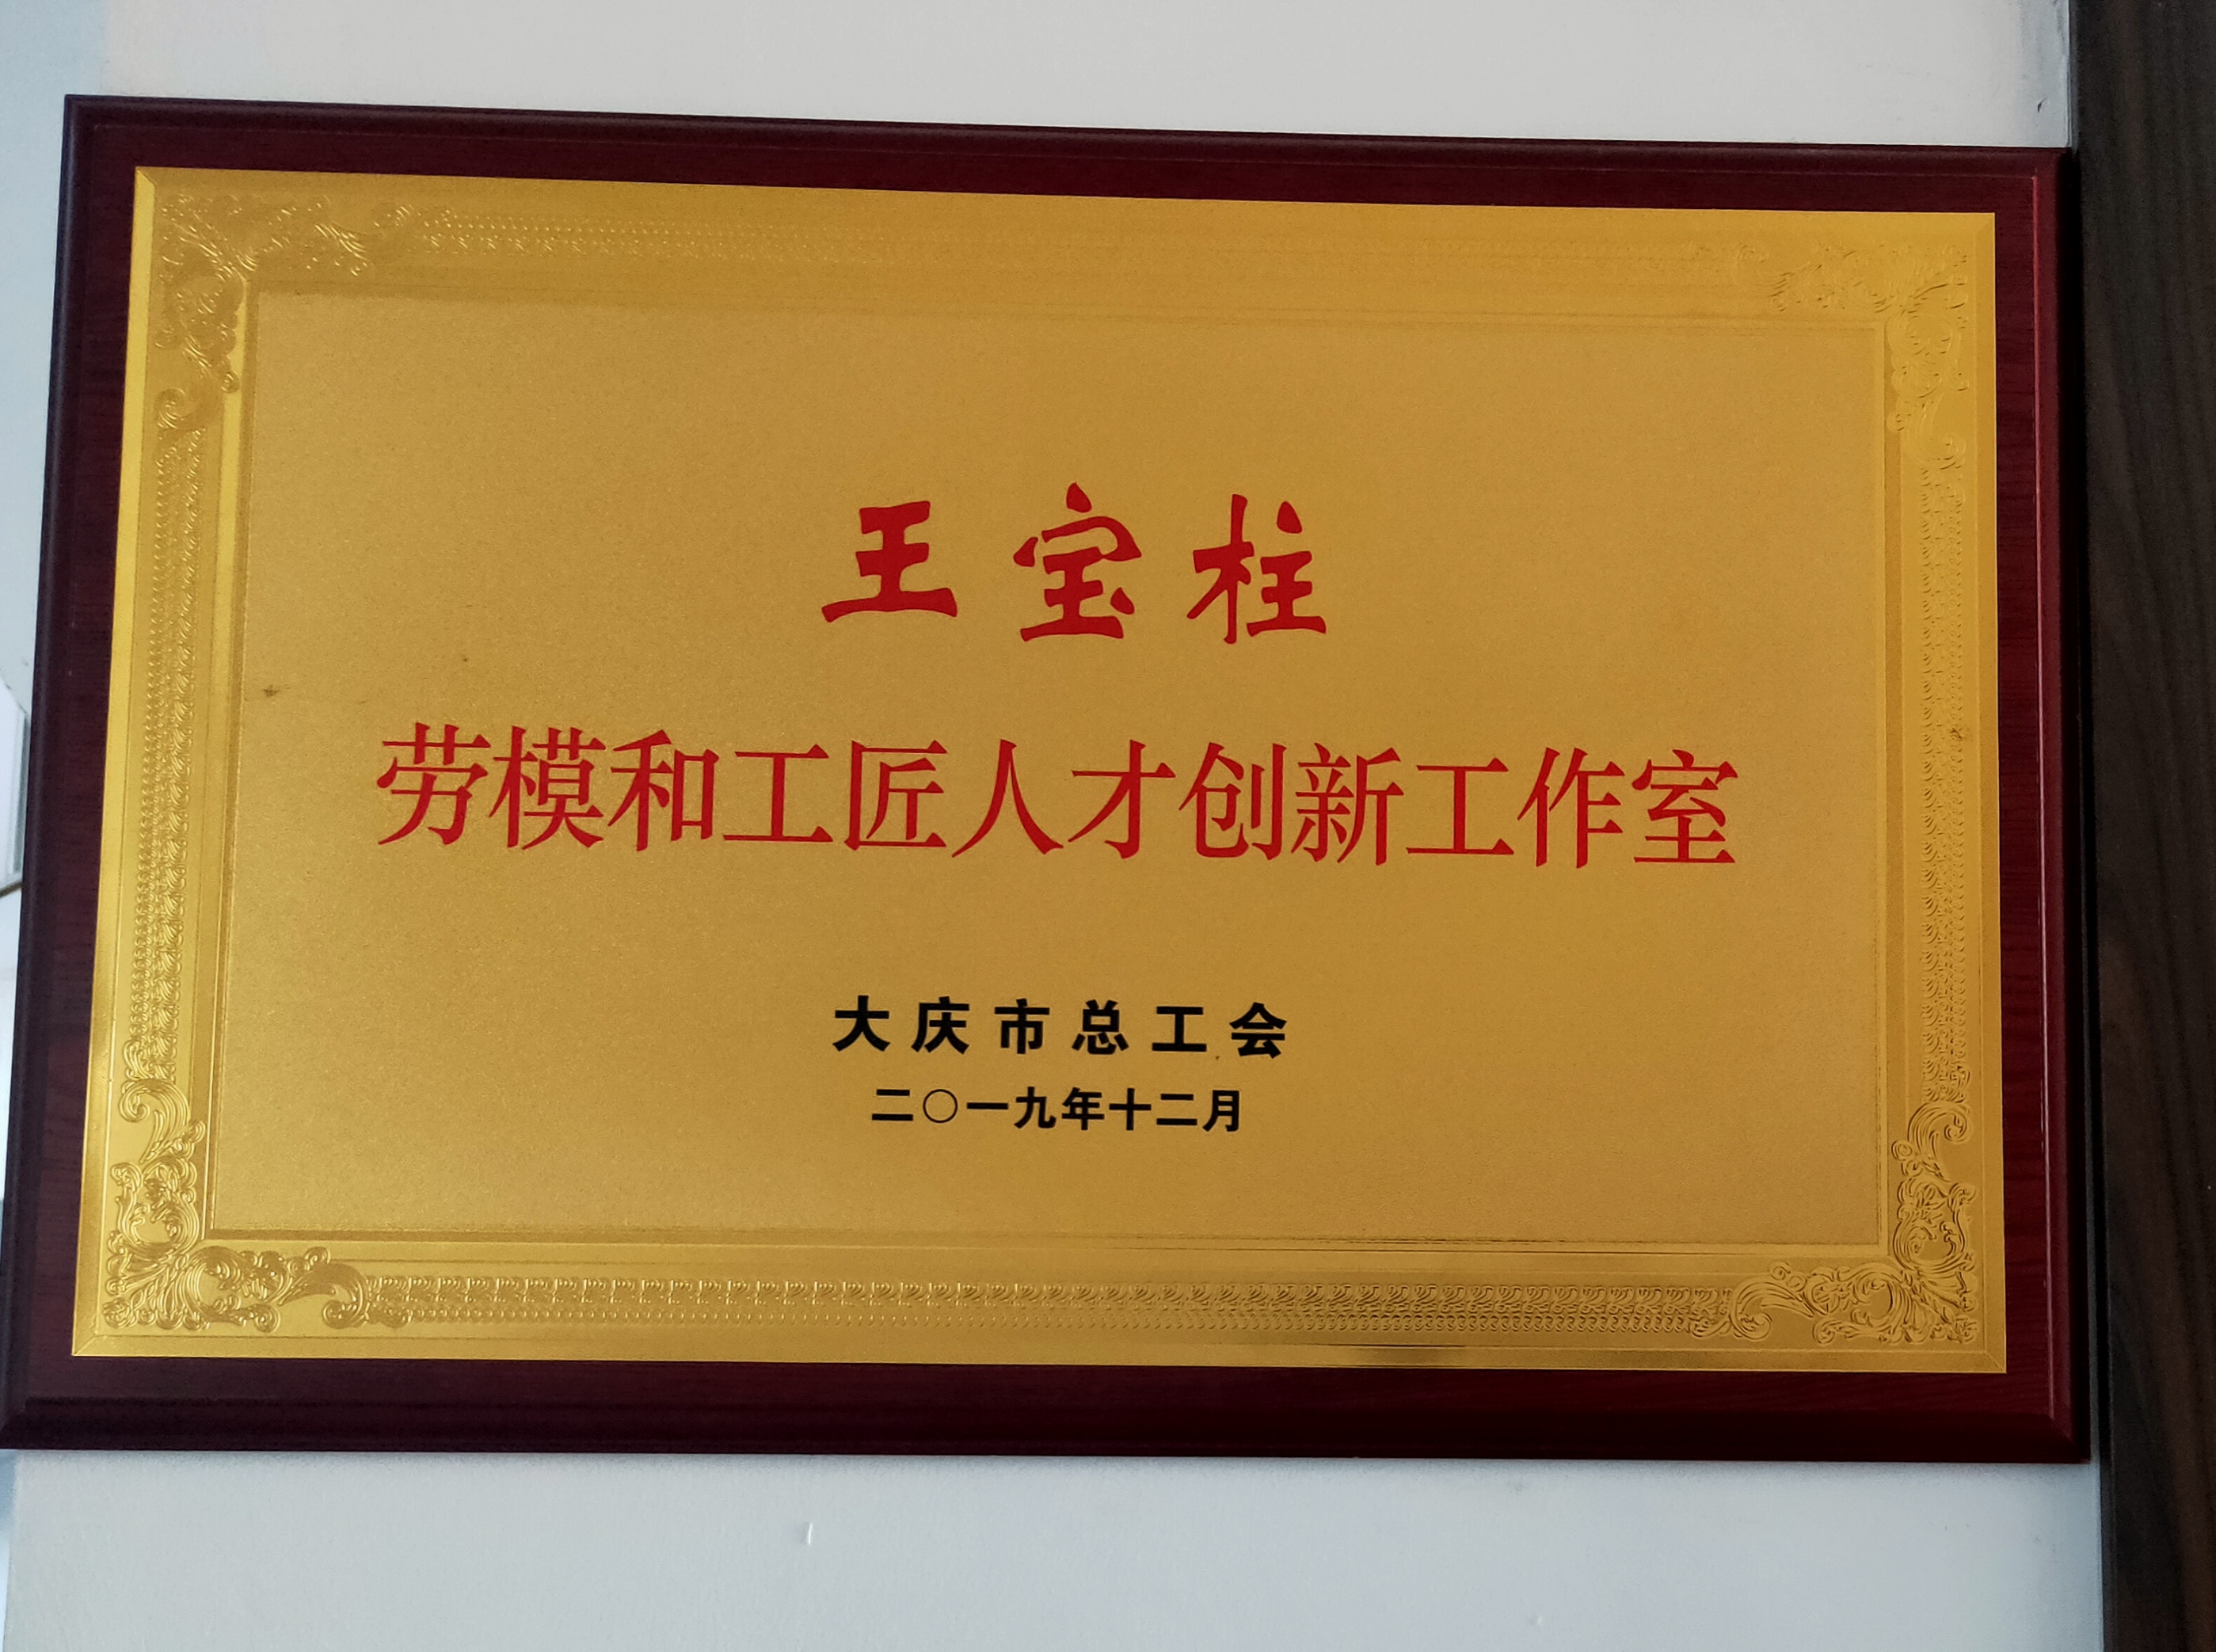 王宝柱
劳模和工匠人才创新工作室
大庆市总工会
二〇一九年十二月